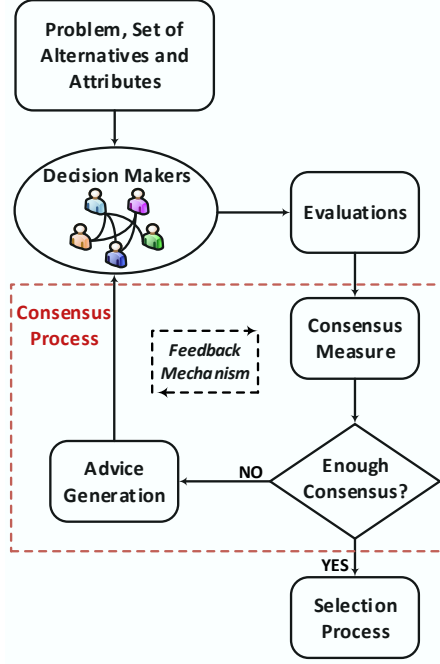 Problem, Set of
Alternatives and
Attributes
Decision Makers
Evaluations
Consensus
Process
Feedback
Mechanism
Consensus
Measure
Advice
Generation
NO
Enough
Consensus?
YES
Selection
Process